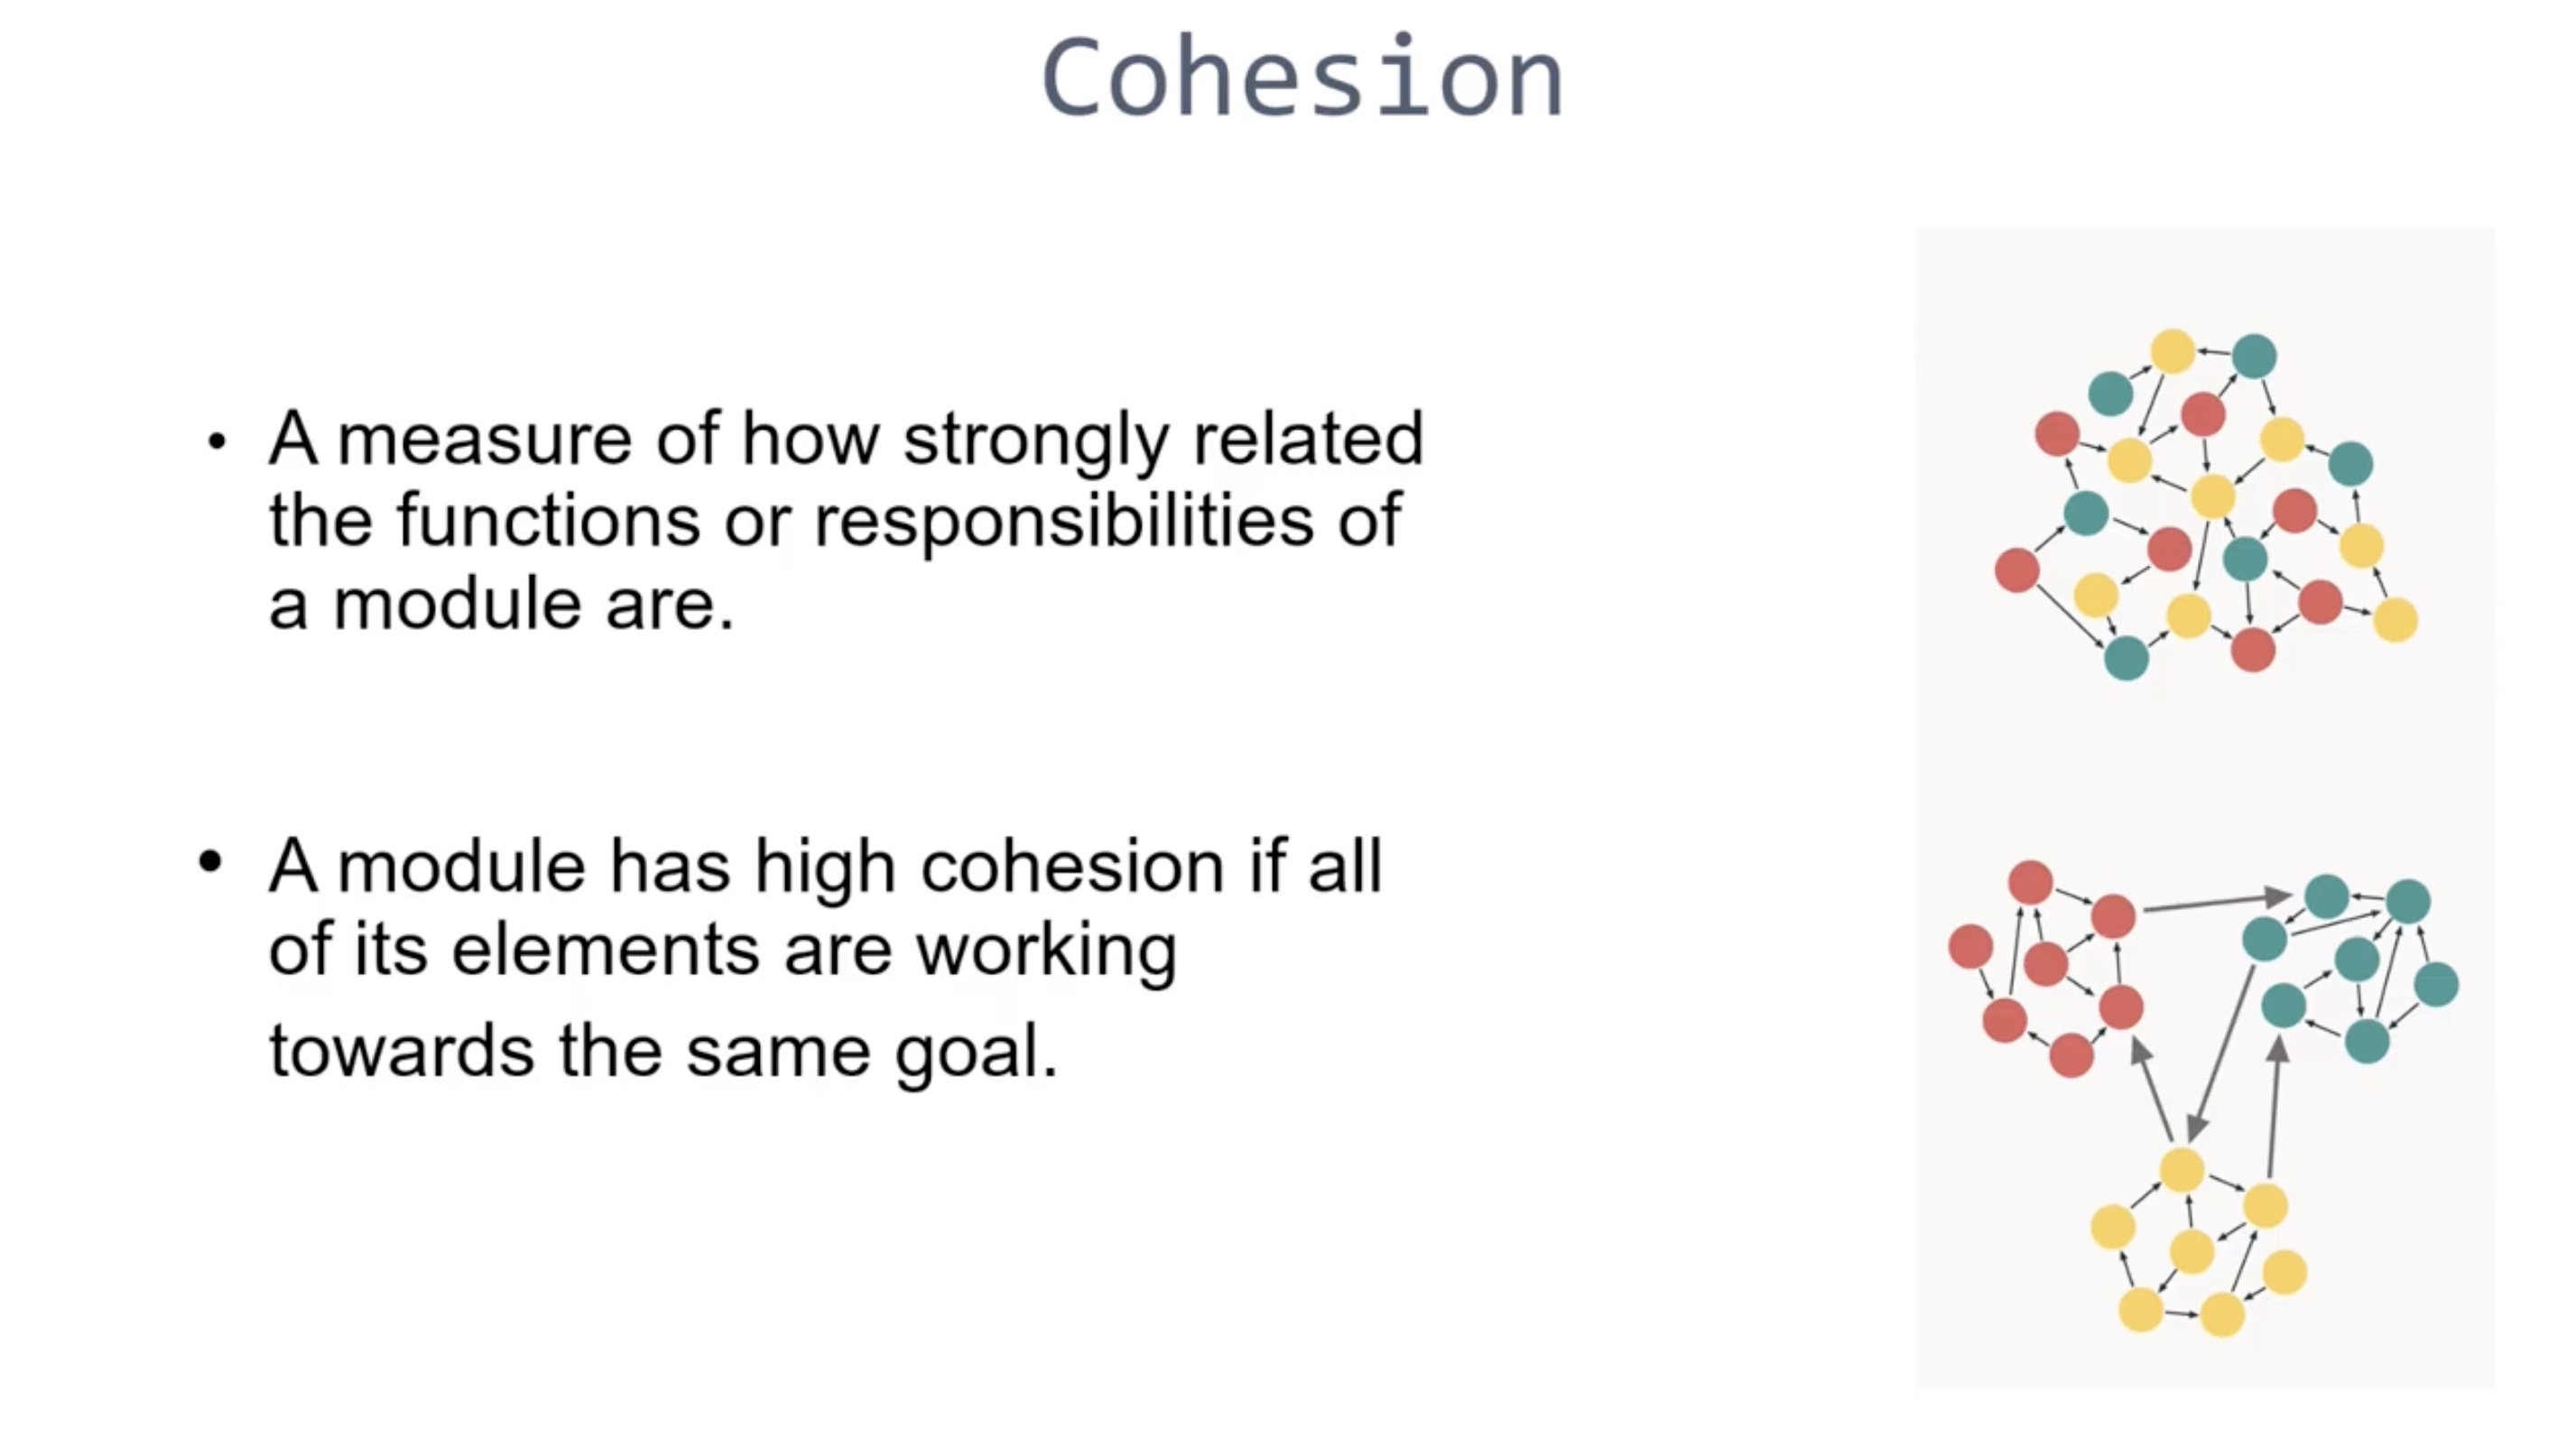 Cohesion
• A measure of how strongly related
the functions or responsibilities of
a module are.
• A module has high cohesion if all
of its elements are working
towards the same goal.